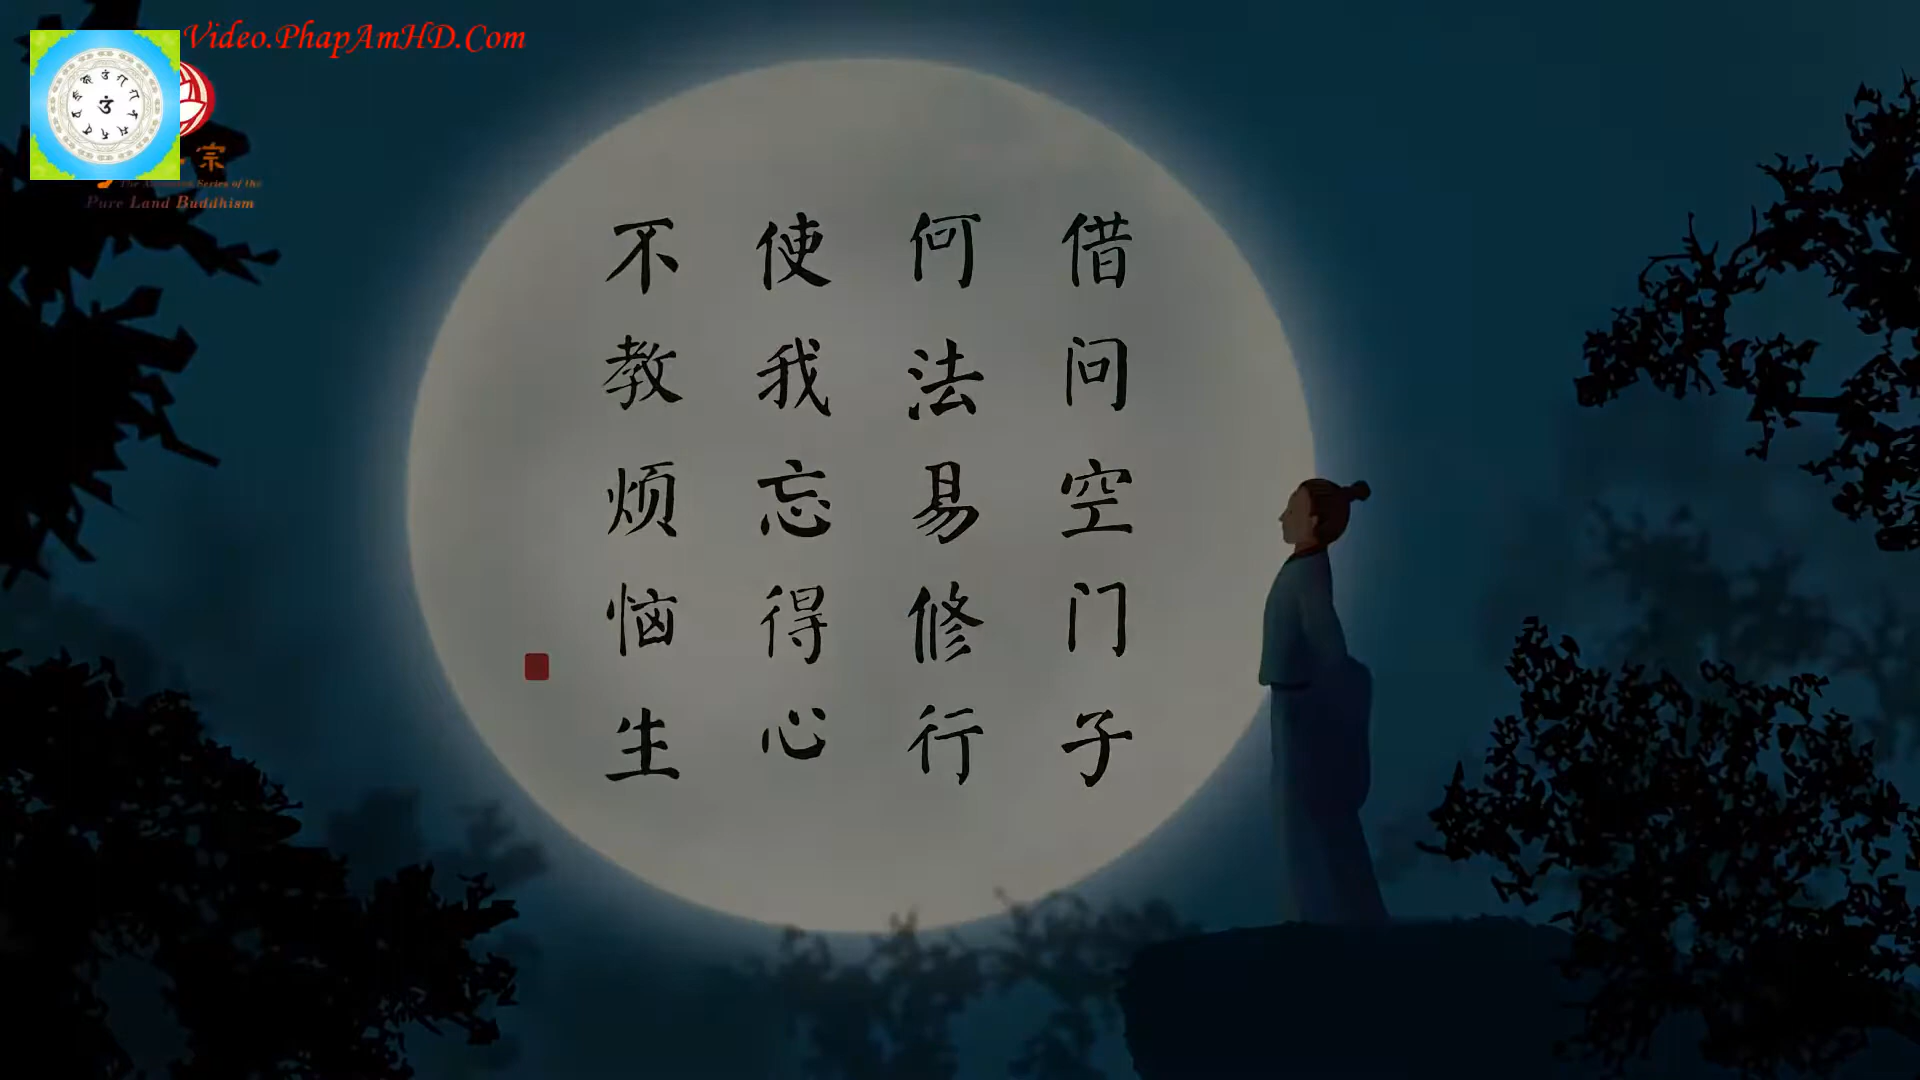 Video.PhapAmHD.Com
宗
Pure Land Buddhism
借问空门子
何法易修行
使我忘得心
不教烦恼生